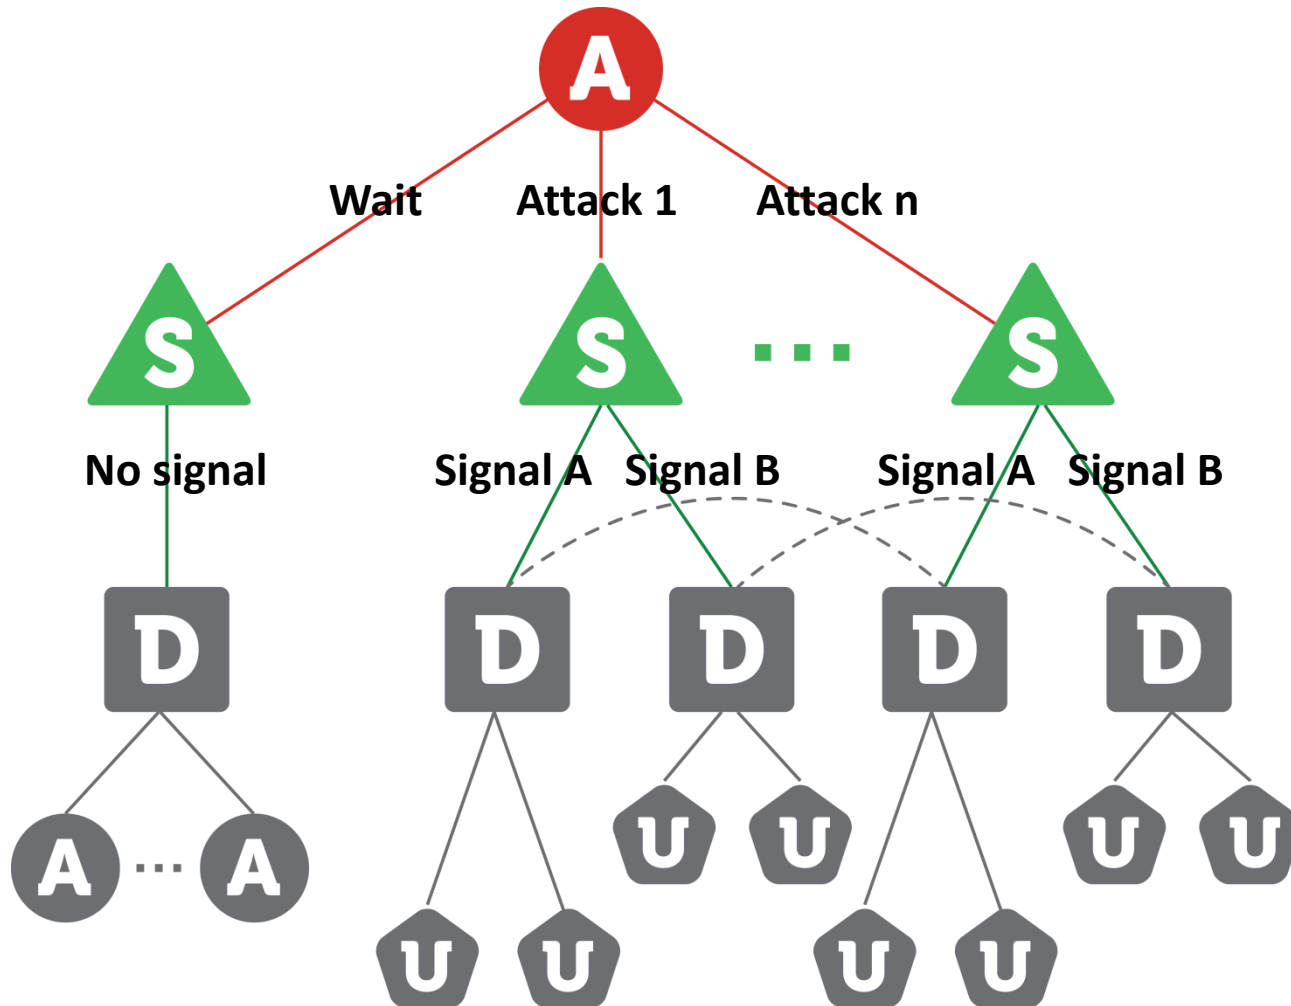 A
Wait
Attack 1
Attack n
S
S
...
S
No signal
Signal A
Signal B
Signal A
Signal B
D
D
D
D
D
A
...
A
U
U
U
U
U
U
U
U